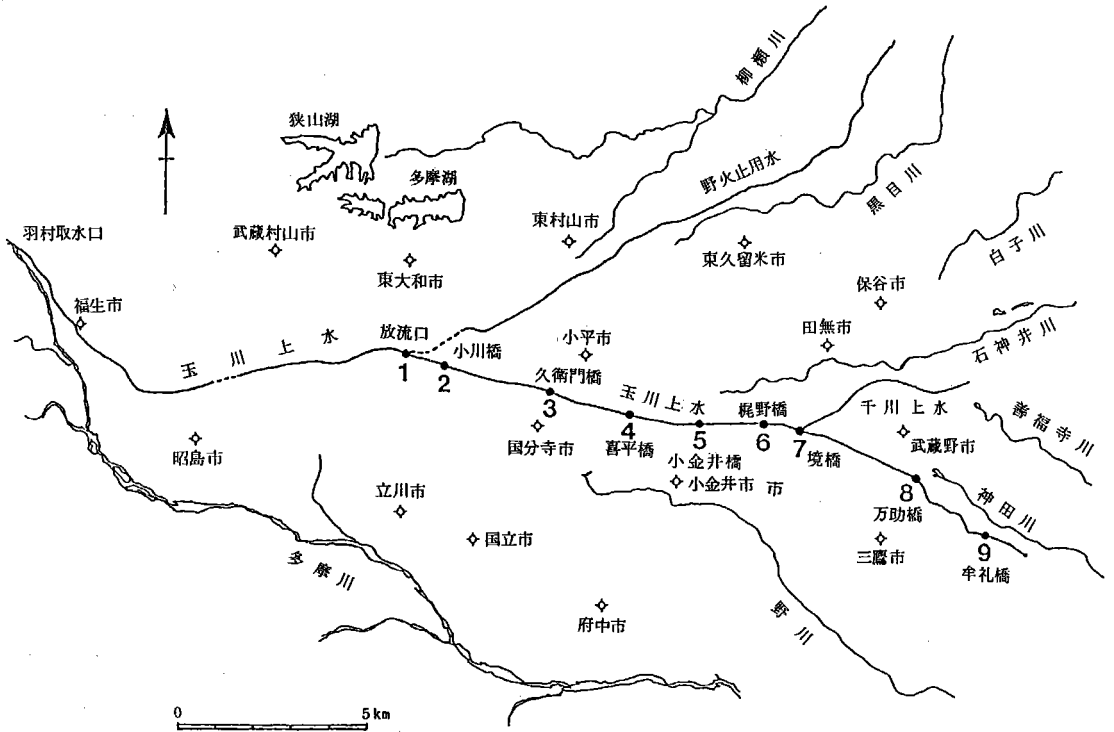 柳瀬川
狭山湖
多摩湖
野火止用水
黒目川
羽村取水口
武蔵村山市
東村山市
東大和市
東久留米市
白子川
福生市
保谷市
玉川上水
放流口
小川橋
小平市
田無市
石神井川
久衛門橋
玉川上水
梶野橋
千川上水
善福寺川
1
2
3
4
5
6
7
8
9
昭島市
国分寺市
喜平橋
小金井橋
小金井市
市
境橋
武蔵野市
神田川
立川市
国立市
万助橋
三鷹市
牟礼橋
多摩川
府中市
野川
0
5km